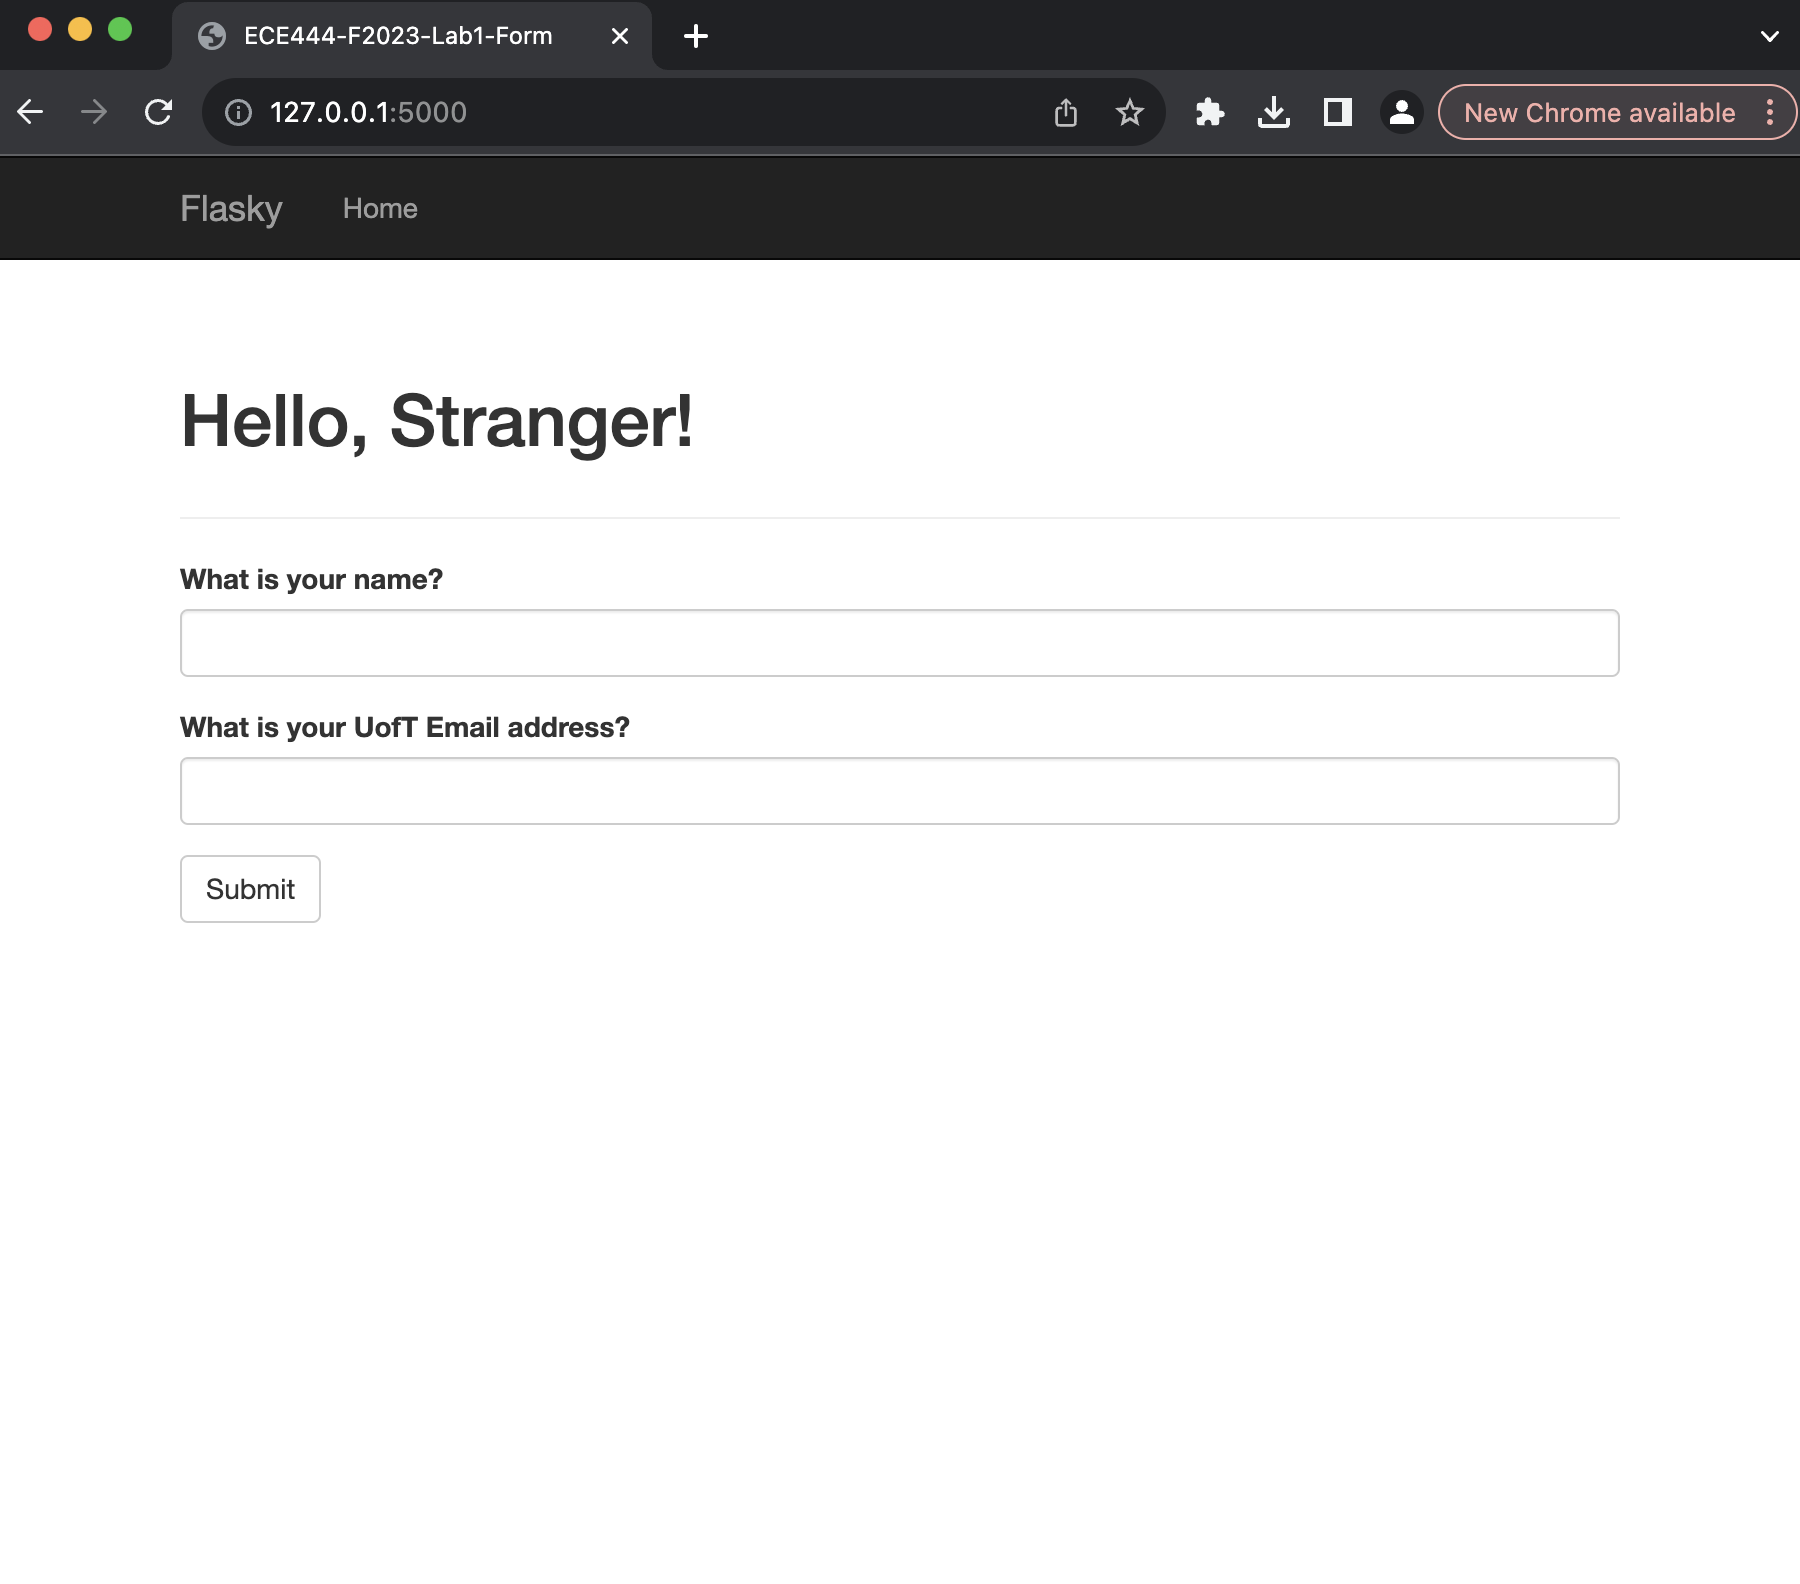 ECE444-F2023-Lab1-Form
127.0.0.1:5000
New Chrome available
Flasky Home
Hello, Stranger!
What is your name?
What is your UofT Email address?
Submit